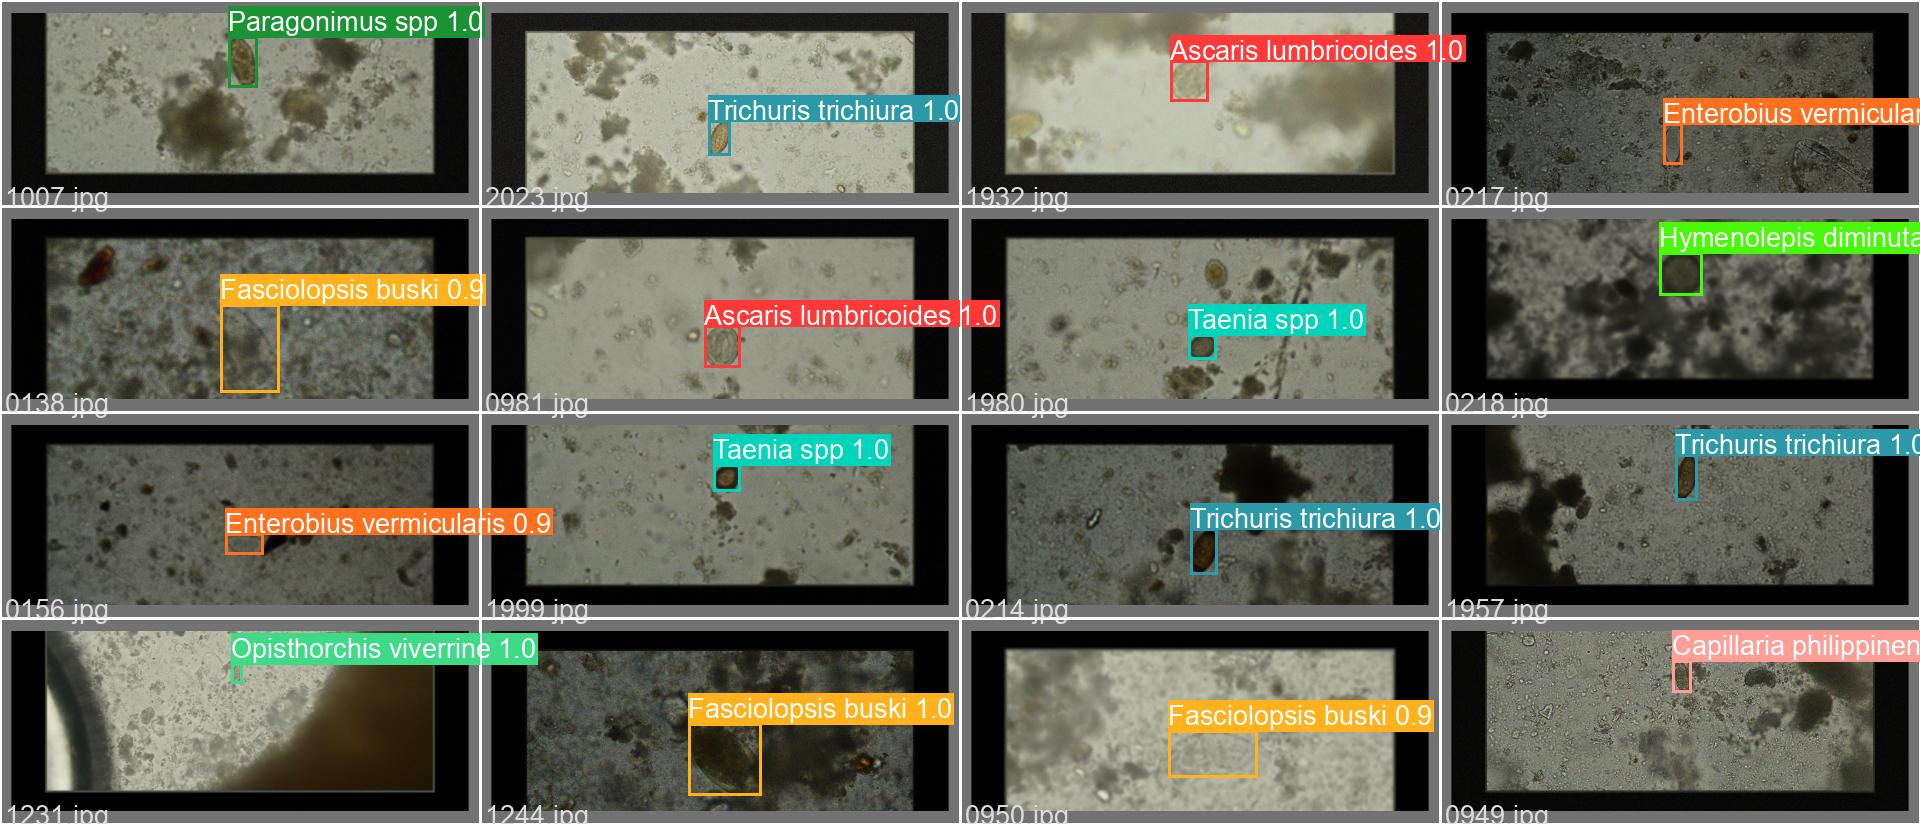 Paragonimus spp 1.0
1007.jpg
Trichuris trichiura 1.0
2023.jpg
Ascaris lumbricoides 1.0
1932.jpg
Enterobius vermicular
0217.jpg
Fasciolopsis buski 0.9
0138.jpg
Ascaris lumbricoides 1.0
0981.jpg
Taenia spp 1.0
1980.jpg
Hymenolepis diminuta
0218.jpg
Enterobius vermicularis 0.9
0156.jpg
Taenia spp 1.0
1999.jpg
Trichuris trichiura 1.0
0214.jpg
Trichuris trichiura 1.0
1957.jpg
Opisthorchis viverrine 1.0
1231.jpg
Fasciolopsis buski 1.0
1244.jpg
Fasciolopsis buski 0.9
0950.jpg
Capillaria philippinen
0949.jpg